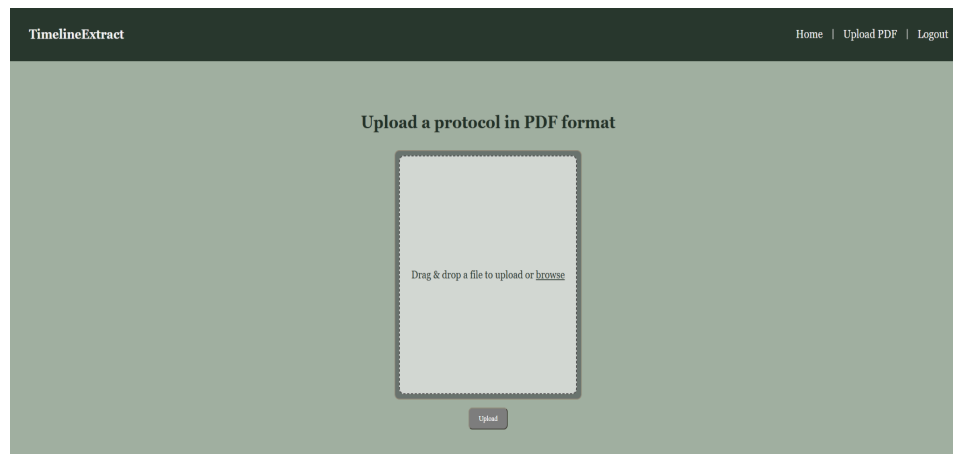 TimelineExtract
Home | Upload PDF | Logout
Upload a protocol in PDF format
Drag & drop a file to upload or browse
Upload